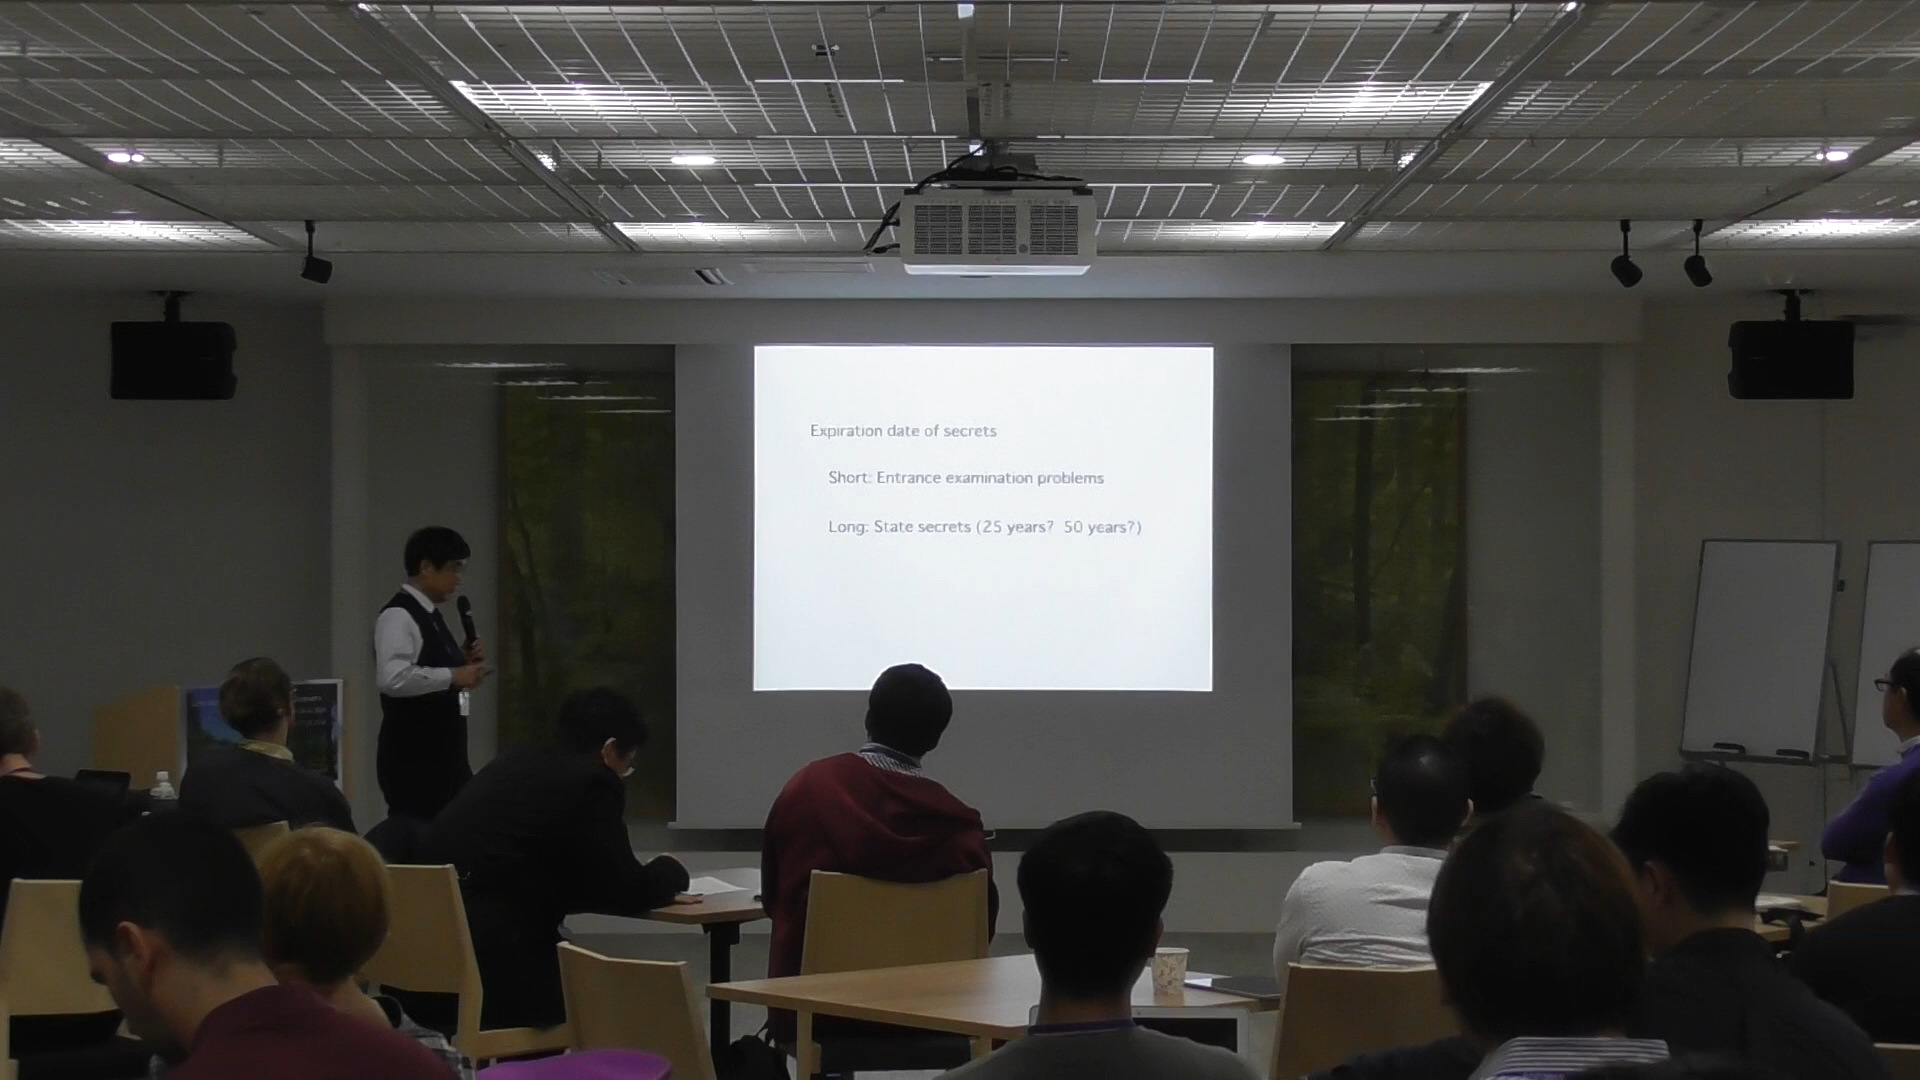 Expiration date of secrets
Short: Entrance examination problems
Long: State secrets (25 years? 50 years?)